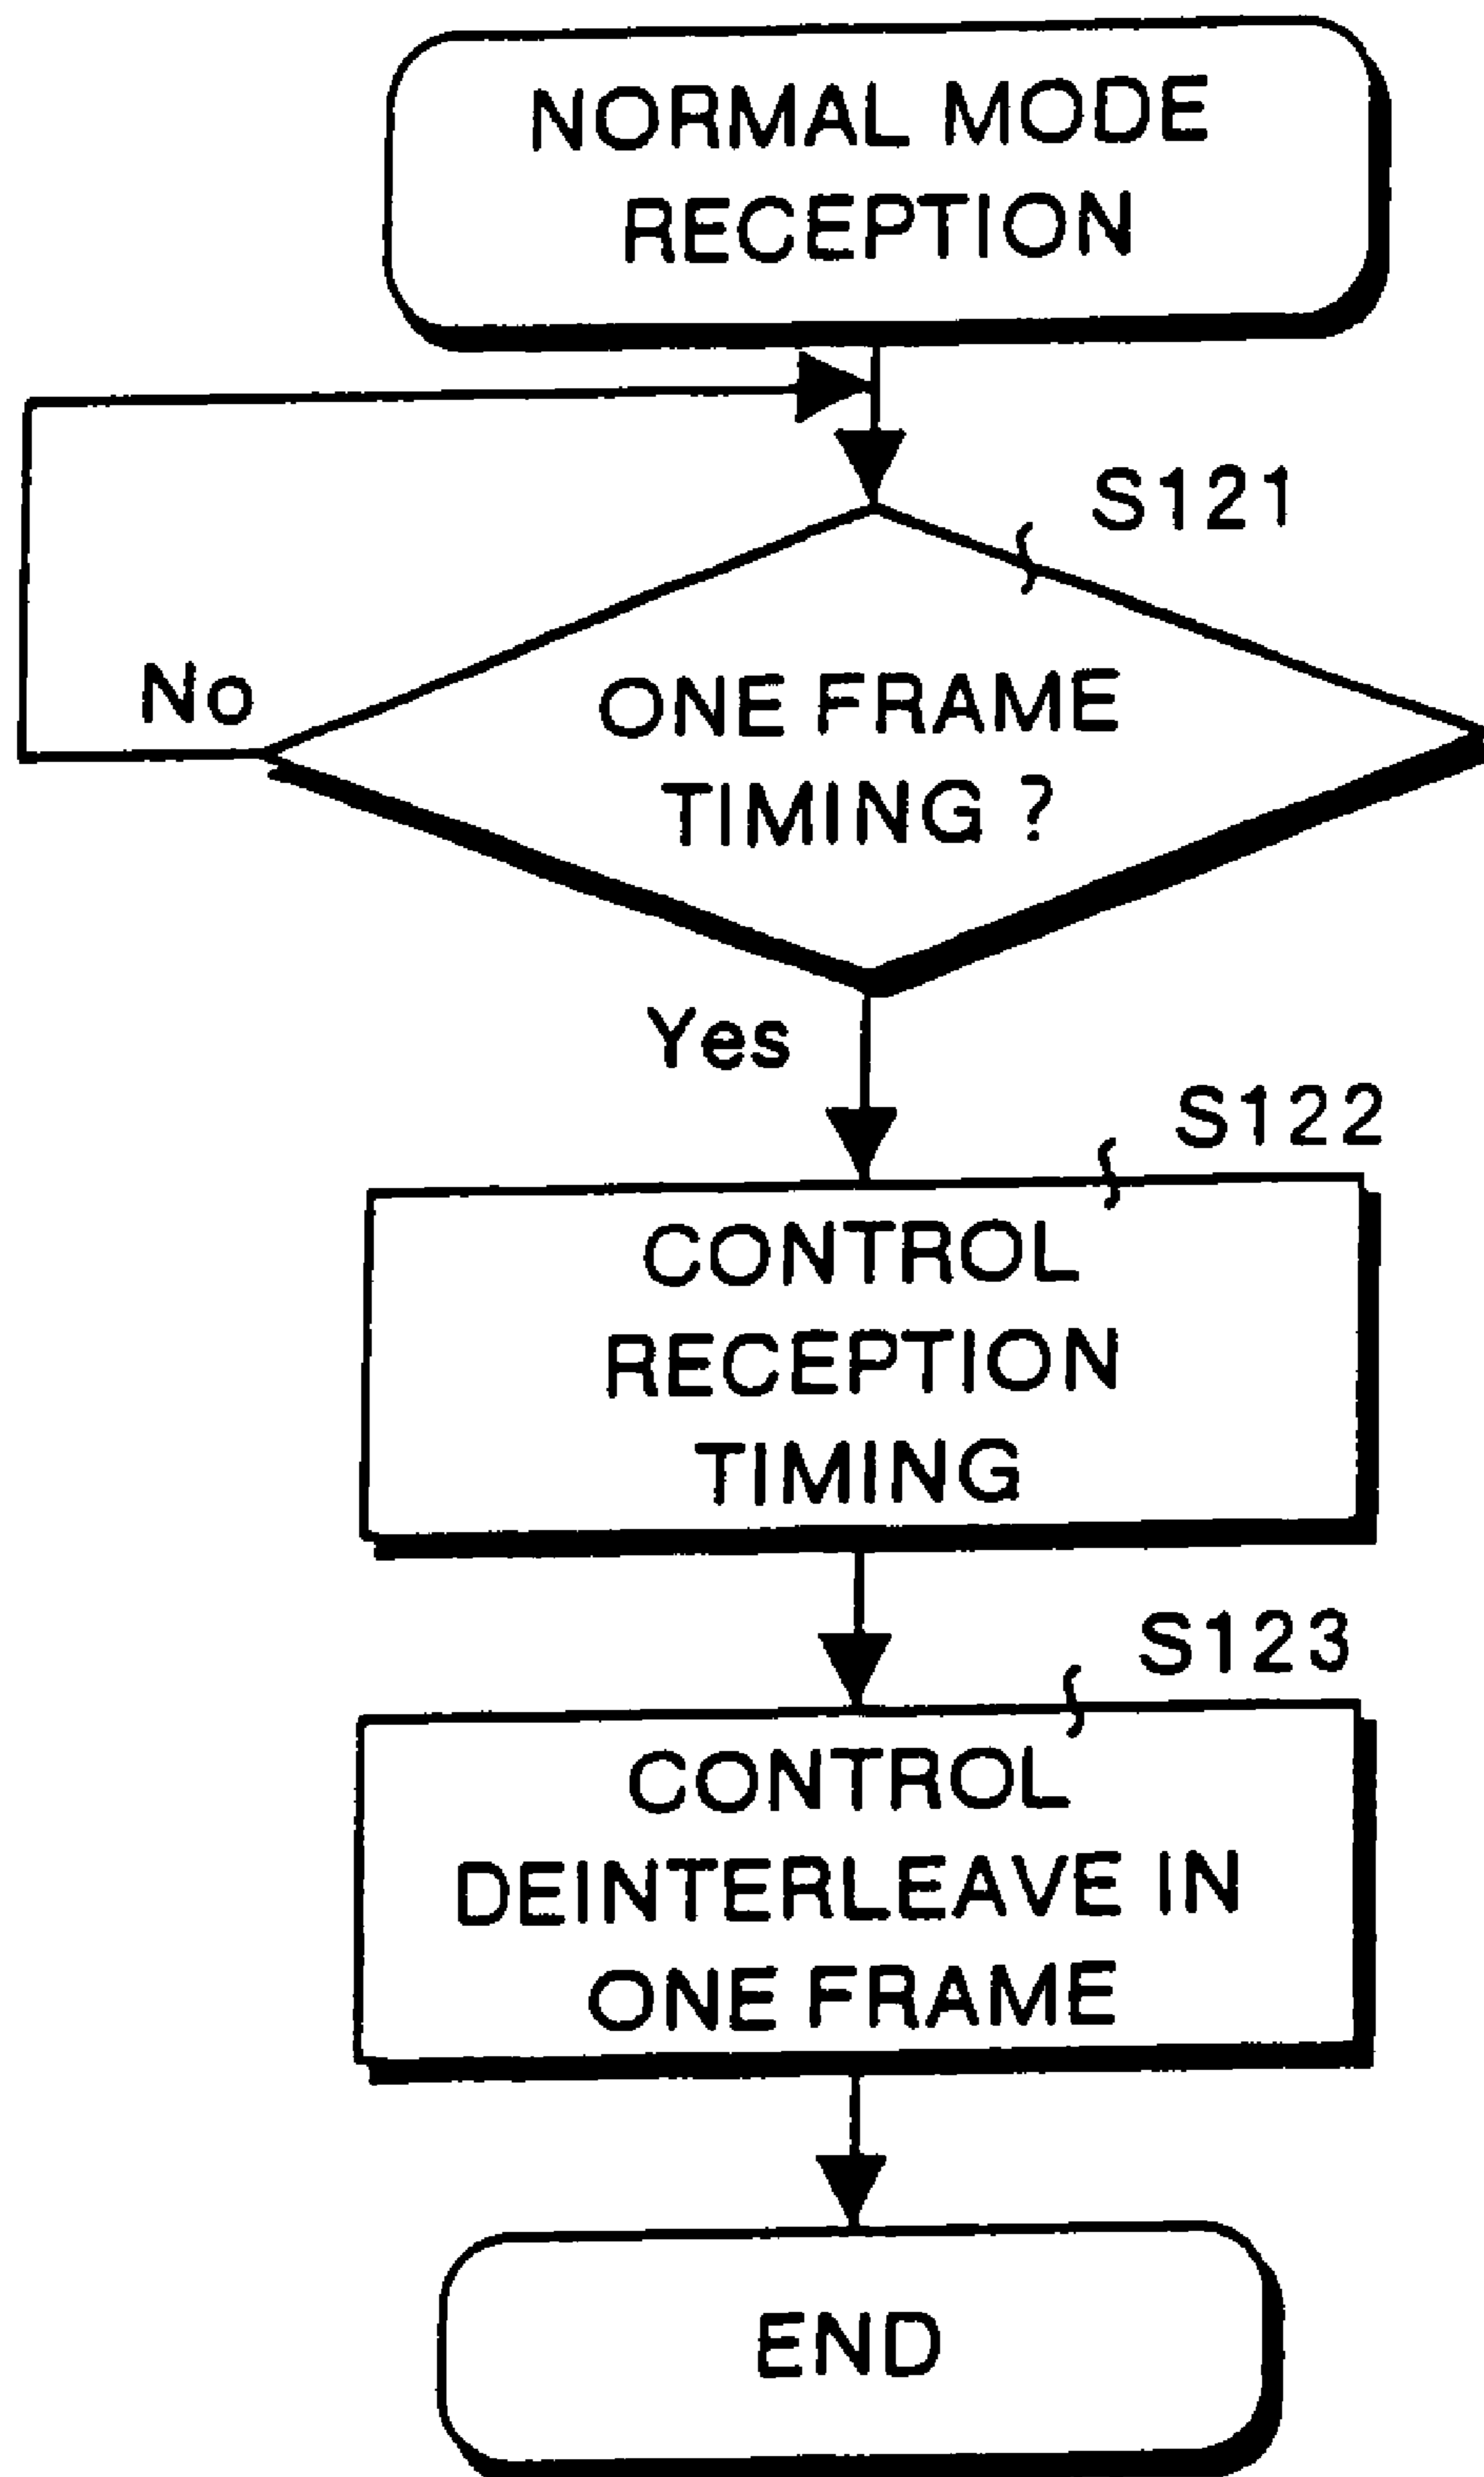 NORMAL MODE
RECEPTION
S121
No
ONE FRAME
TIMING ?
Yes
S122
CONTROL
RECEPTION
TIMING
S123
CONTROL
DEINTERLEAVE IN
ONE FRAME
END